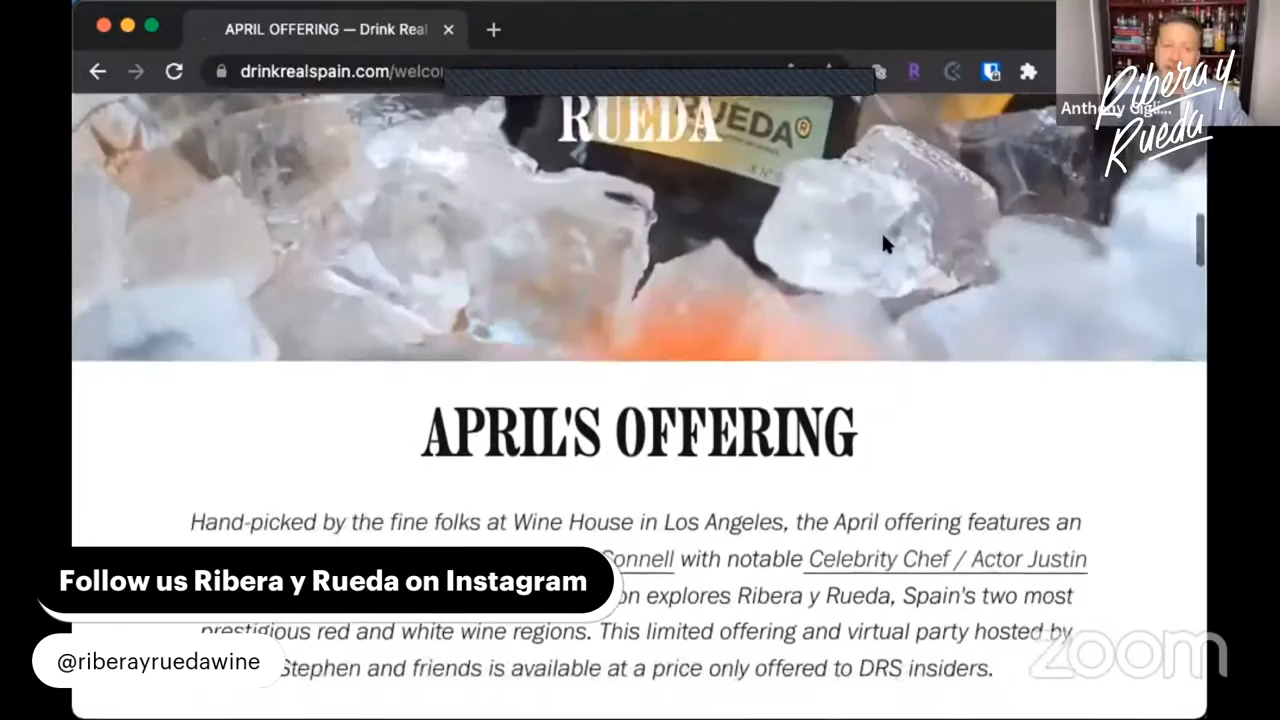 APRIL OFFERING — Drink Real
drinkrealspain.com/welco
RUEDA
RUEDA®
Ribera y
Rueda
Anthony Gigli...
APRIL'S OFFERING
Hand-picked by the fine folks at Wine House in Los Angeles, the April offering features an
onnell with notable Celebrity Chef / Actor Justin
on explores Ribera y Rueda, Spain's two most
prestigious red and white wine regions. This limited offering and virtual party hosted by
Stephen and friends is available at a price only offered to DRS insiders.
Follow us Ribera y Rueda on Instagram
@riberayruedawine
zoom